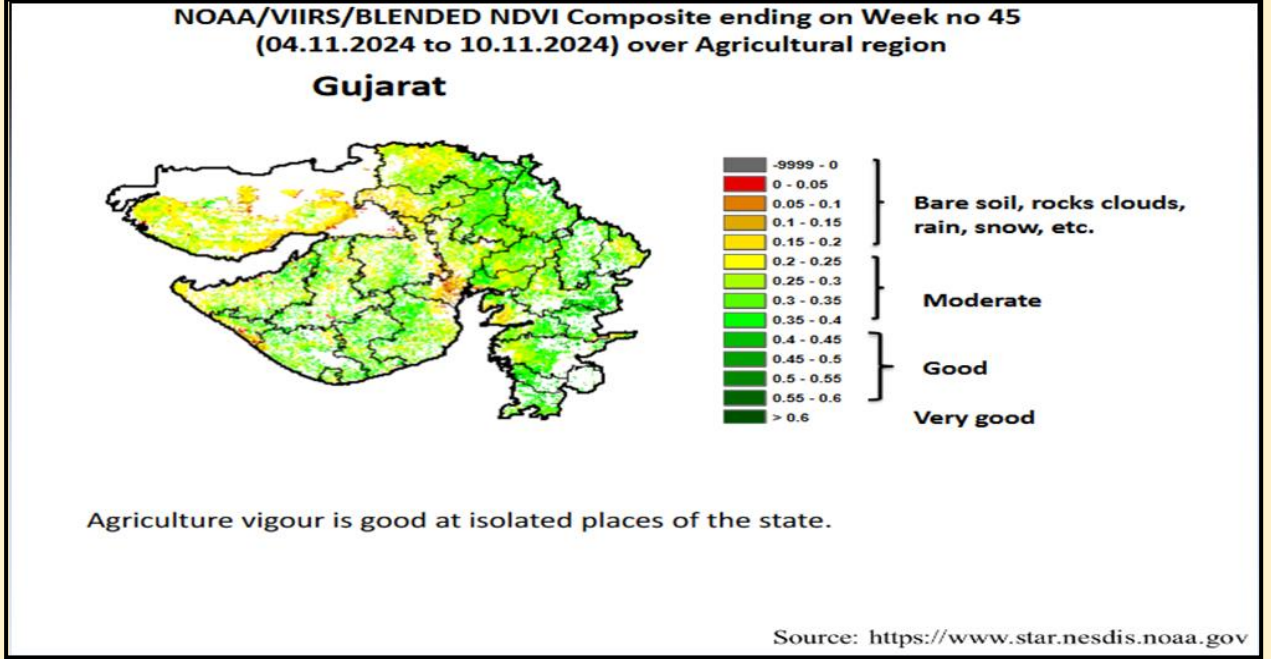 NOAA/VIIRS/BLENDED NDVI Composite ending on Week no 45
(04.11.2024 to 10.11.2024) over Agricultural region
Gujarat
-9999 - 0
0 - 0.05
0.05 - 0.1
0.1 - 0.15
0.15 - 0.2
Bare soil, rocks clouds,
rain, snow, etc.
0.2 - 0.25
0.25 - 0.3
0.3 - 0.35
0.35 - 0.4
Moderate
0.4 - 0.45
0.45 - 0.5
0.5 - 0.55
0.55 - 0.6
Good
> 0.6
Very good
Agriculture vigour is good at isolated places of the state.
Source: https://www.star.nesdis.noaa.gov